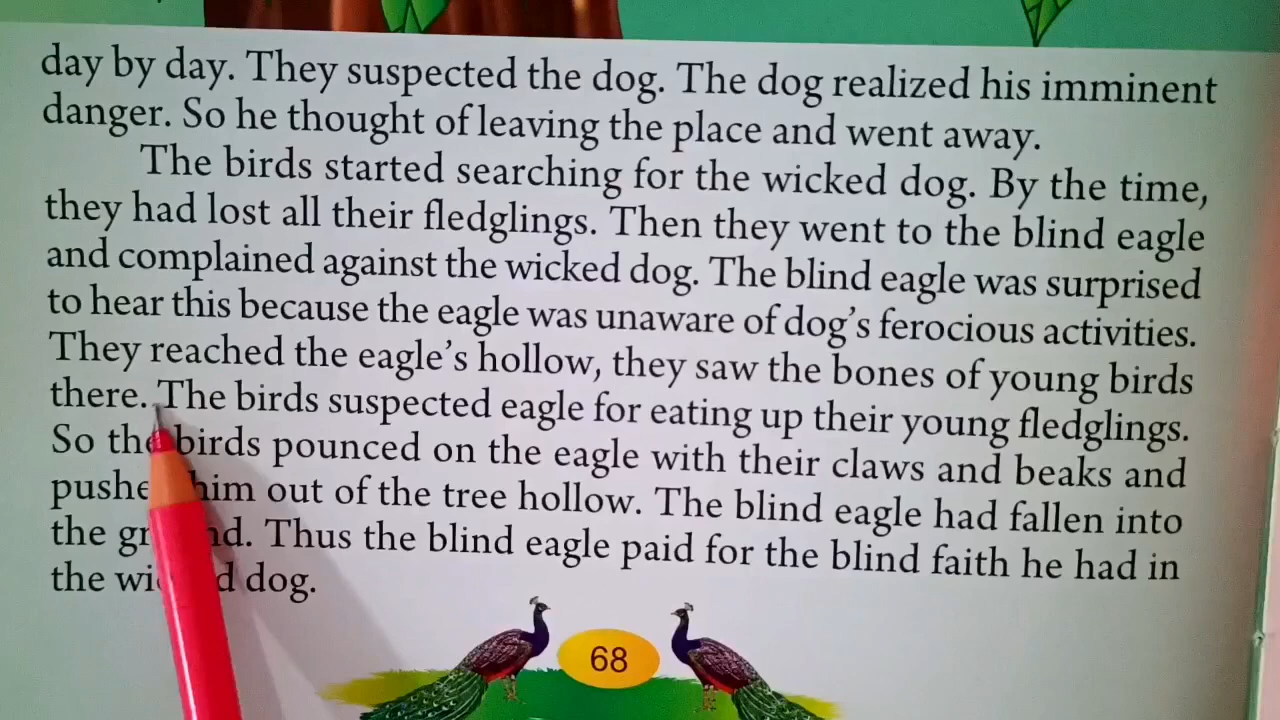 day by day. They suspected the dog. The dog realized his imminent
danger. So he thought of leaving the place and went away.
The birds started searching for the wicked dog. By the time,
they had lost all their fledglings. Then they went to the blind eagle
and complained against the wicked dog. The blind eagle was surprised
to hear this because the eagle was unaware of dog's ferocious activities.
They reached the eagle's hollow, they saw the bones of young birds
there. The birds suspected eagle for eating up their young fledglings.
So the birds pounced on the eagle with their claws and beaks and
him out of the tree hollow. The blind eagle had fallen into
the Thus the blind eagle paid for the blind faith he had in
the dog.
68